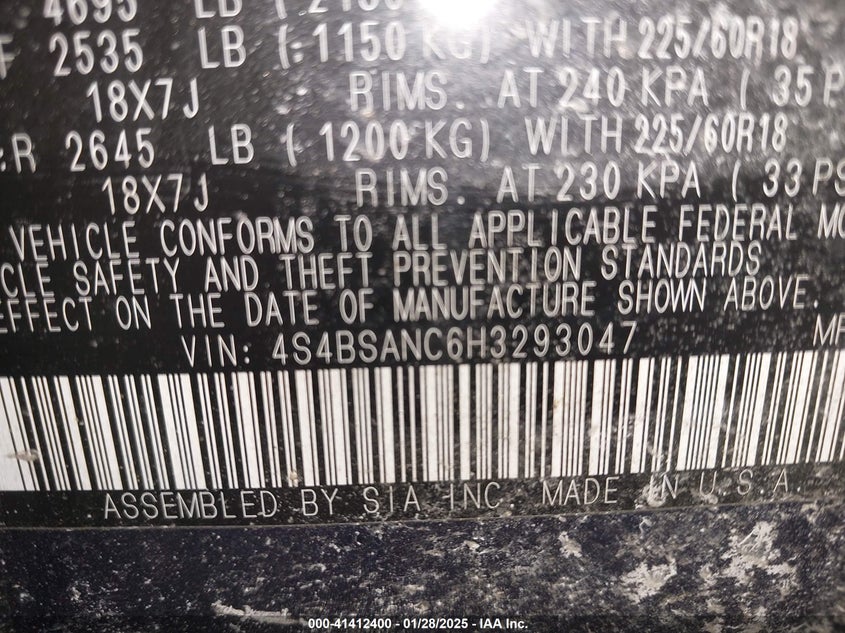 4695 LB
2535 LB (-1150 KG) WITH 225/60R18
18X7J RIMS. AT 240 KPA ( 35
R 2645 LB ( 1200 KG) WITH 225/60R18
18X7J RIMS. AT 230 KPA ( 33 PS
VEHICLE CONFORMS TO ALL APPLICABLE FEDERAL MO
CLE SAFETY AND THEFT PREVENTION STANDARDS
EFFECT ON THE DATE OF MANUFACTURE SHOWN ABOVE.
VIN: 4S4BSANC6H3293047
ASSEMBLED BY SIA INC. MADE IN U.S.A.
000-41412400 - 01/28/2025 - IAA Inc.